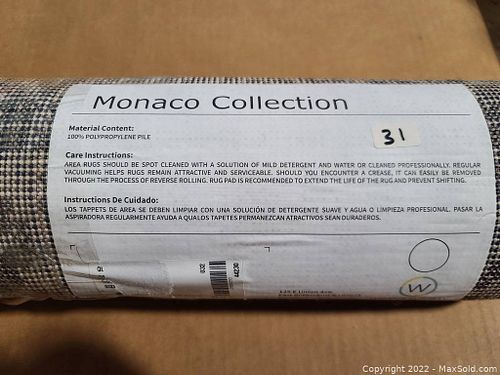 Monaco Collection
Material Content:
100% POLYPROPYLENE PILE
31
Care Instructions:
AREA RUGS SHOULD BE SPOT CLEANED WITH A SOLUTION OF MILD DETERGENT AND WATER OR CLEANED PROFESSIONALLY. REGULAR
VACUUMING HELPS RUGS REMAIN ATTRACTIVE AND SERVICEABLE. SHOULD YOU ENCOUNTER A CREASE, IT CAN EASILY BE REMOVED
THROUGH THE PROCESS OF REVERSE ROLLING. RUG PAD IS RECOMMENDED TO EXTEND THE LIFE OF THE RUG AND PREVENT SHIFTING.
Instructions De Cuidado:
LOS TAPPETS DE AREA SE DEBEN LIMPIAR CON UNA SOLUCIÓN DE DETERGENTE SUAVE Y AGUA O LIMPIEZA PROFESIONAL. PASAR LA
ASPIRADORA REGULARMENTE AYUDA A QUALOS TAPETES PERMANEZCAN ATRACTIVOS SEAN DURADEROS.
832
44230
W
Copyright 2022 - MaxSold.com